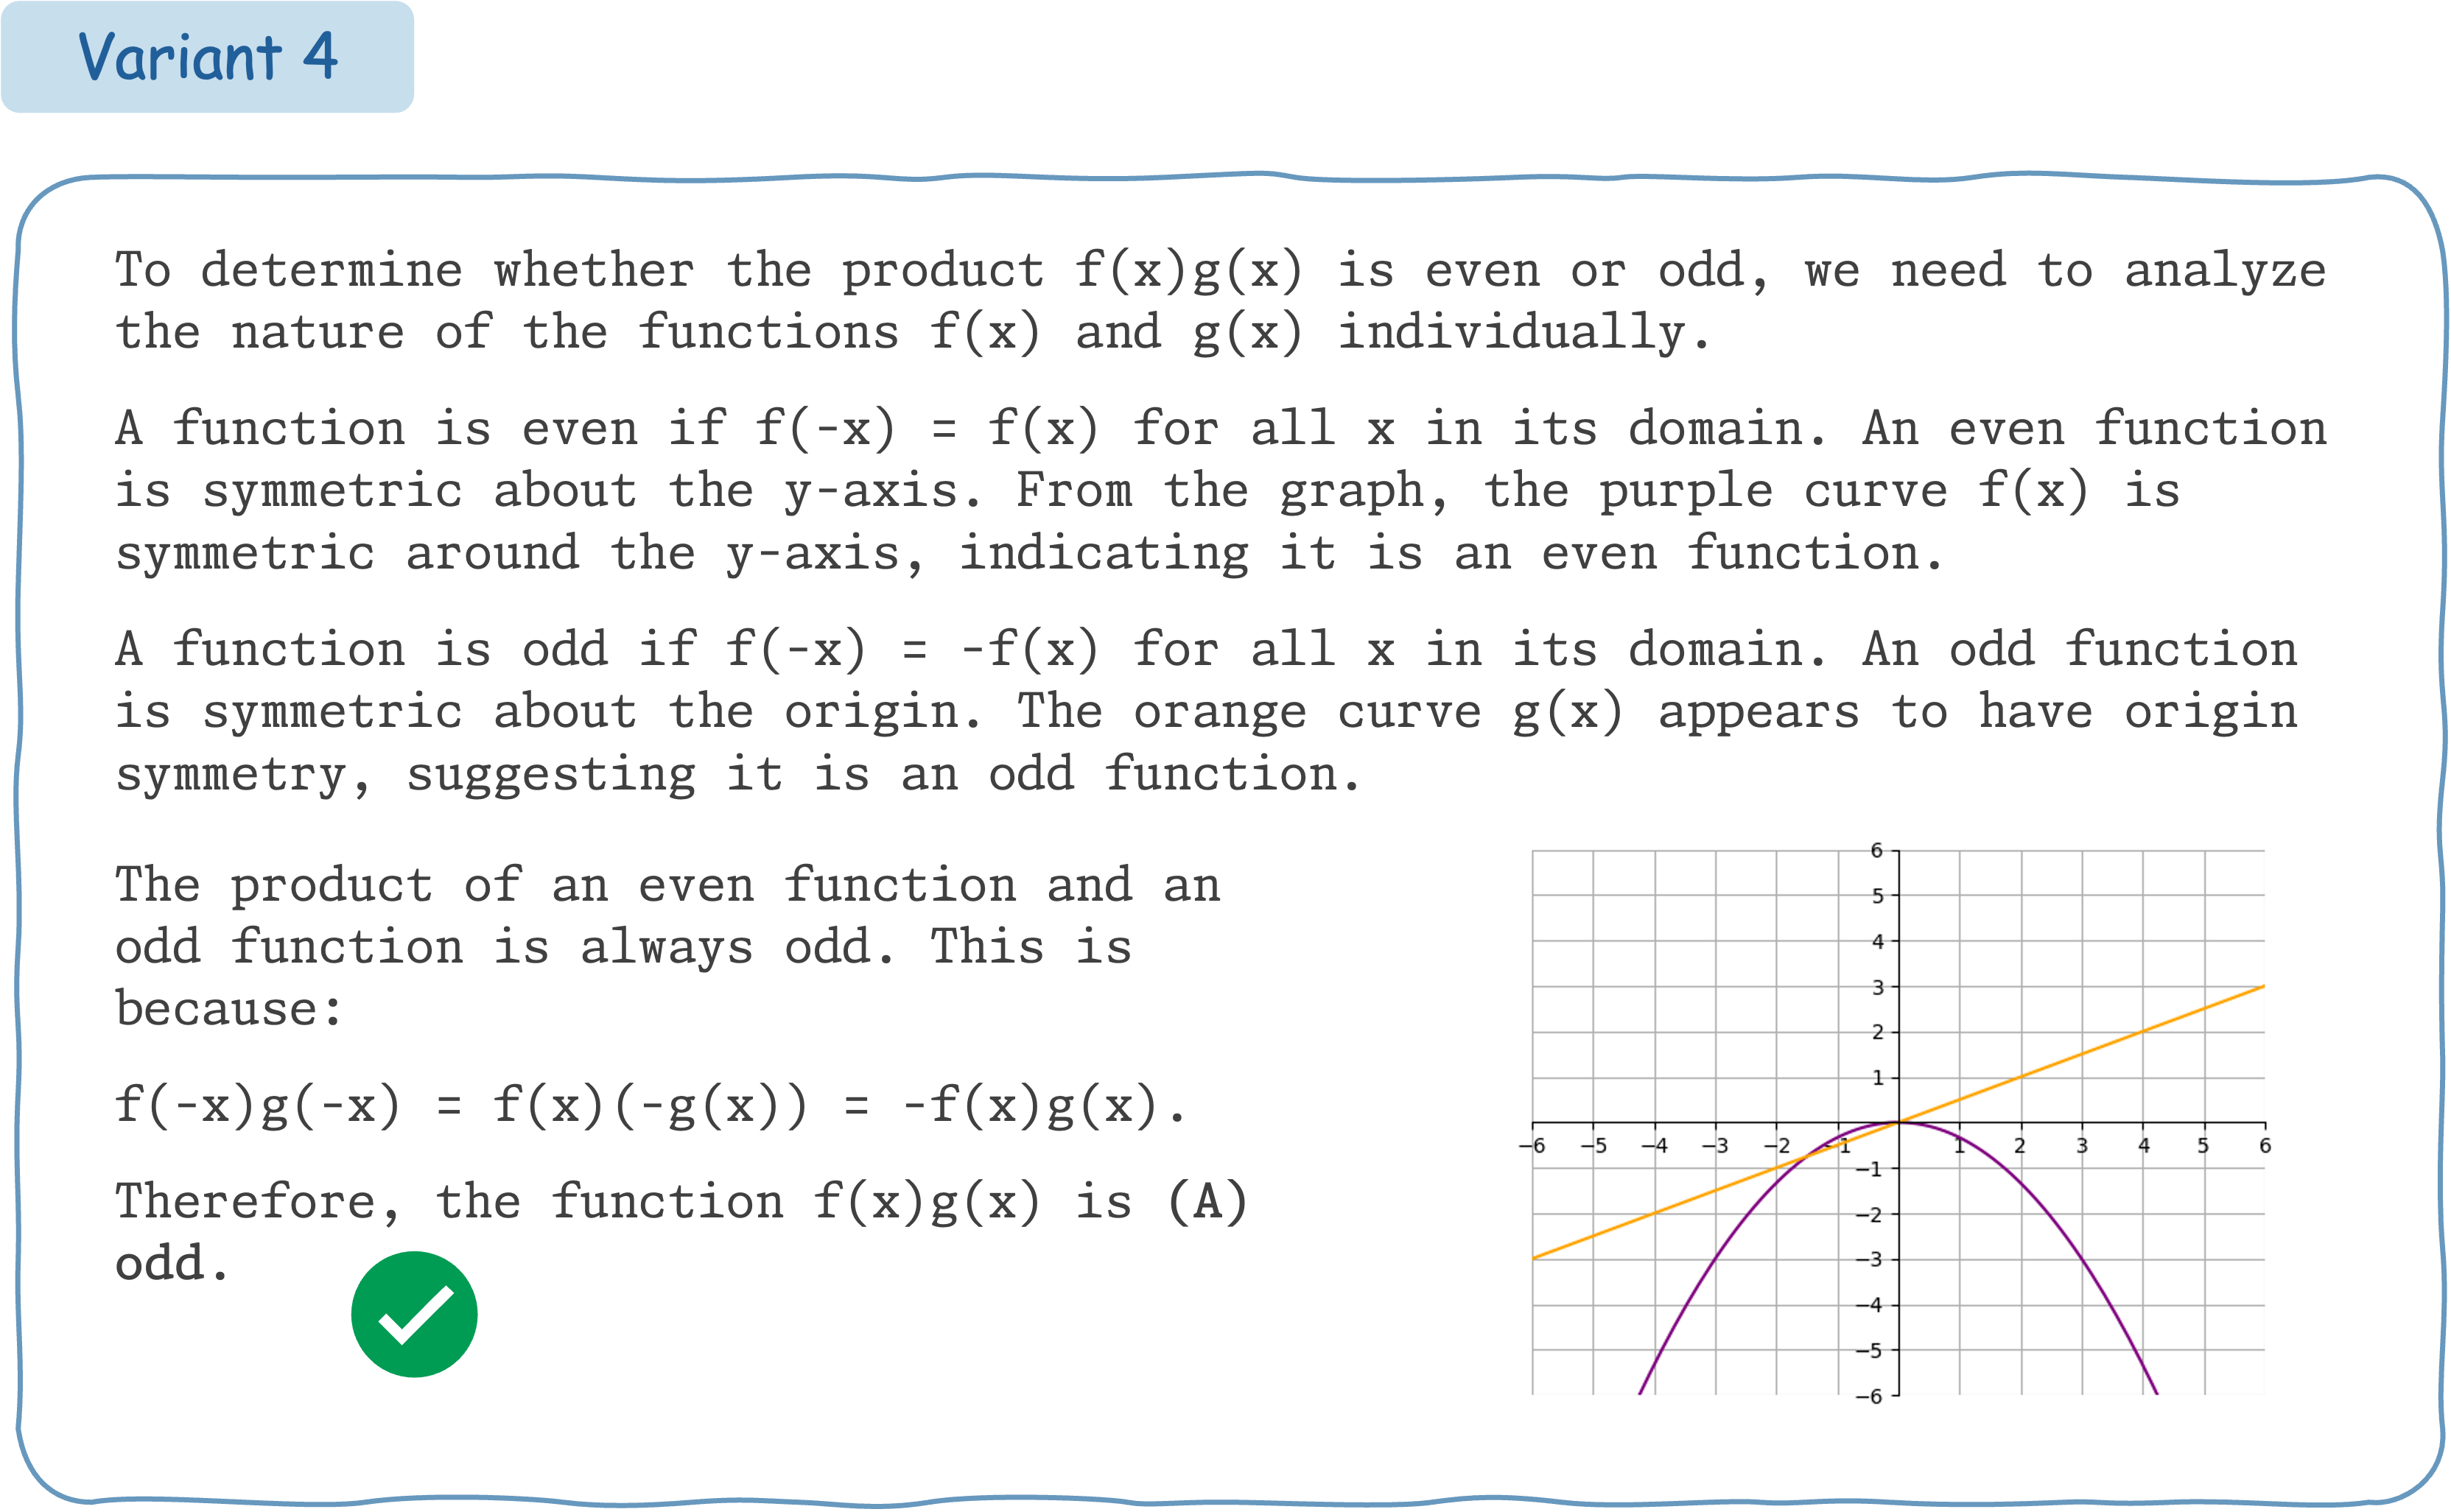 Variant 4
To determine whether the product f(x)g(x) is even or odd, we need to analyze
the nature of the functions f(x) and g(x) individually.
A function is even if f(-x) = f(x) for all x in its domain. An even function
is symmetric about the y-axis. From the graph, the purple curve f(x) is
symmetric around the y-axis, indicating it is an even function.
A function is odd if f(-x) = -f(x) for all x in its domain. An odd function
is symmetric about the origin. The orange curve g(x) appears to have origin
symmetry, suggesting it is an odd function.
The product of an even function and an
odd function is always odd. This is
because:
f(-x)g(-x) = f(x)(-g(x)) = -f(x)g(x).
Therefore, the function f(x)g(x) is (A)
odd.
6
5
4
3
2
1
−6 −5 −4 −3 −2 −1 1 2 3 4 5 6
−1
−2
−3
−4
−5
−6